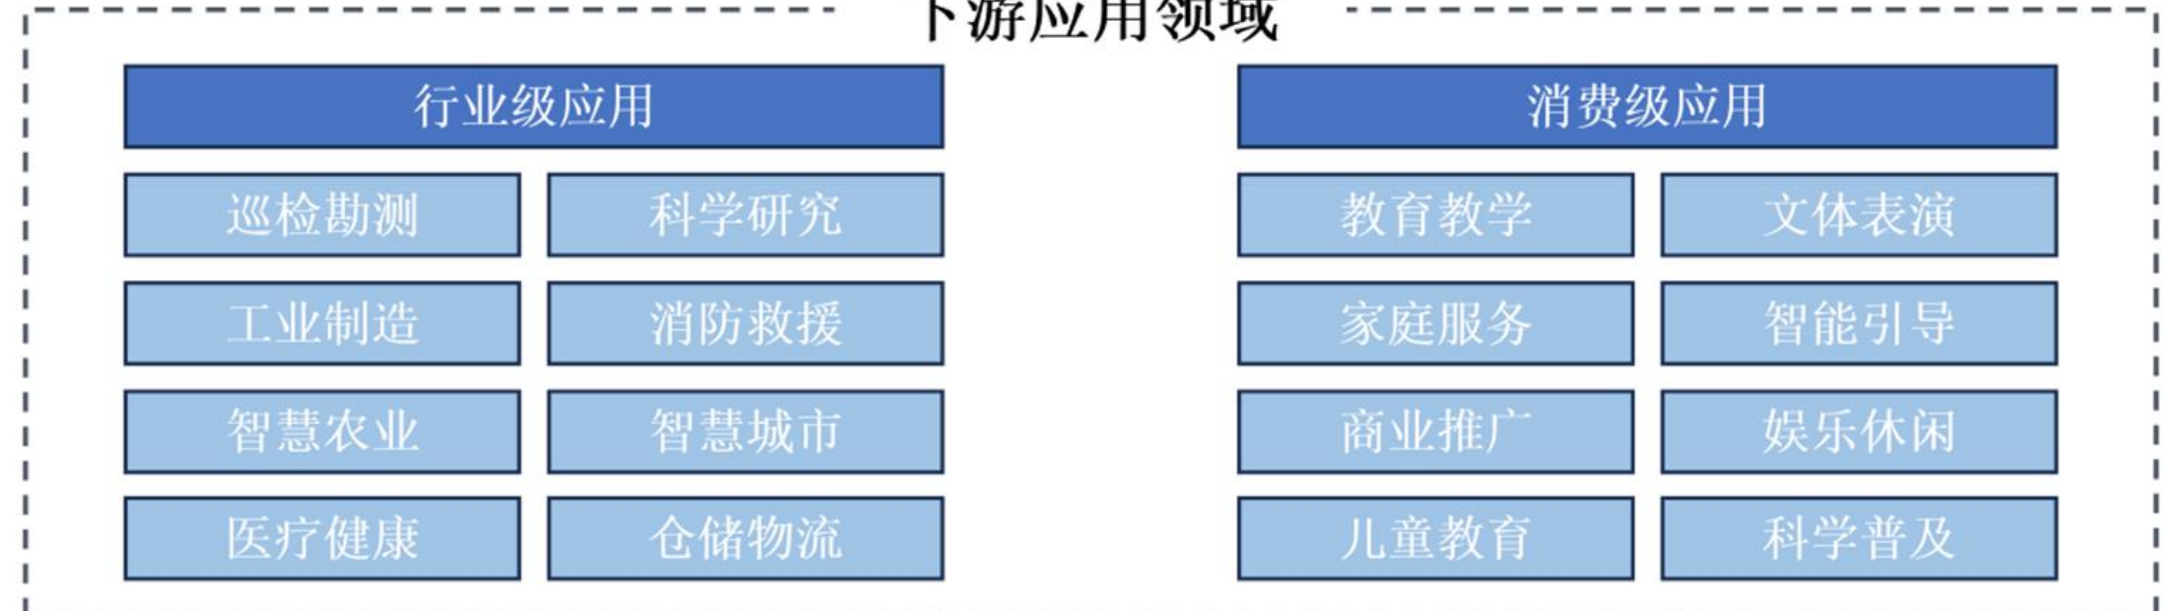 下游应用领域
行业级应用
巡检勘测 科学研究
工业制造 消防救援
智慧农业 智慧城市
医疗健康 仓储物流
消费级应用
教育教学 文体表演
家庭服务 智能引导
商业推广 娱乐休闲
儿童教育 科学普及